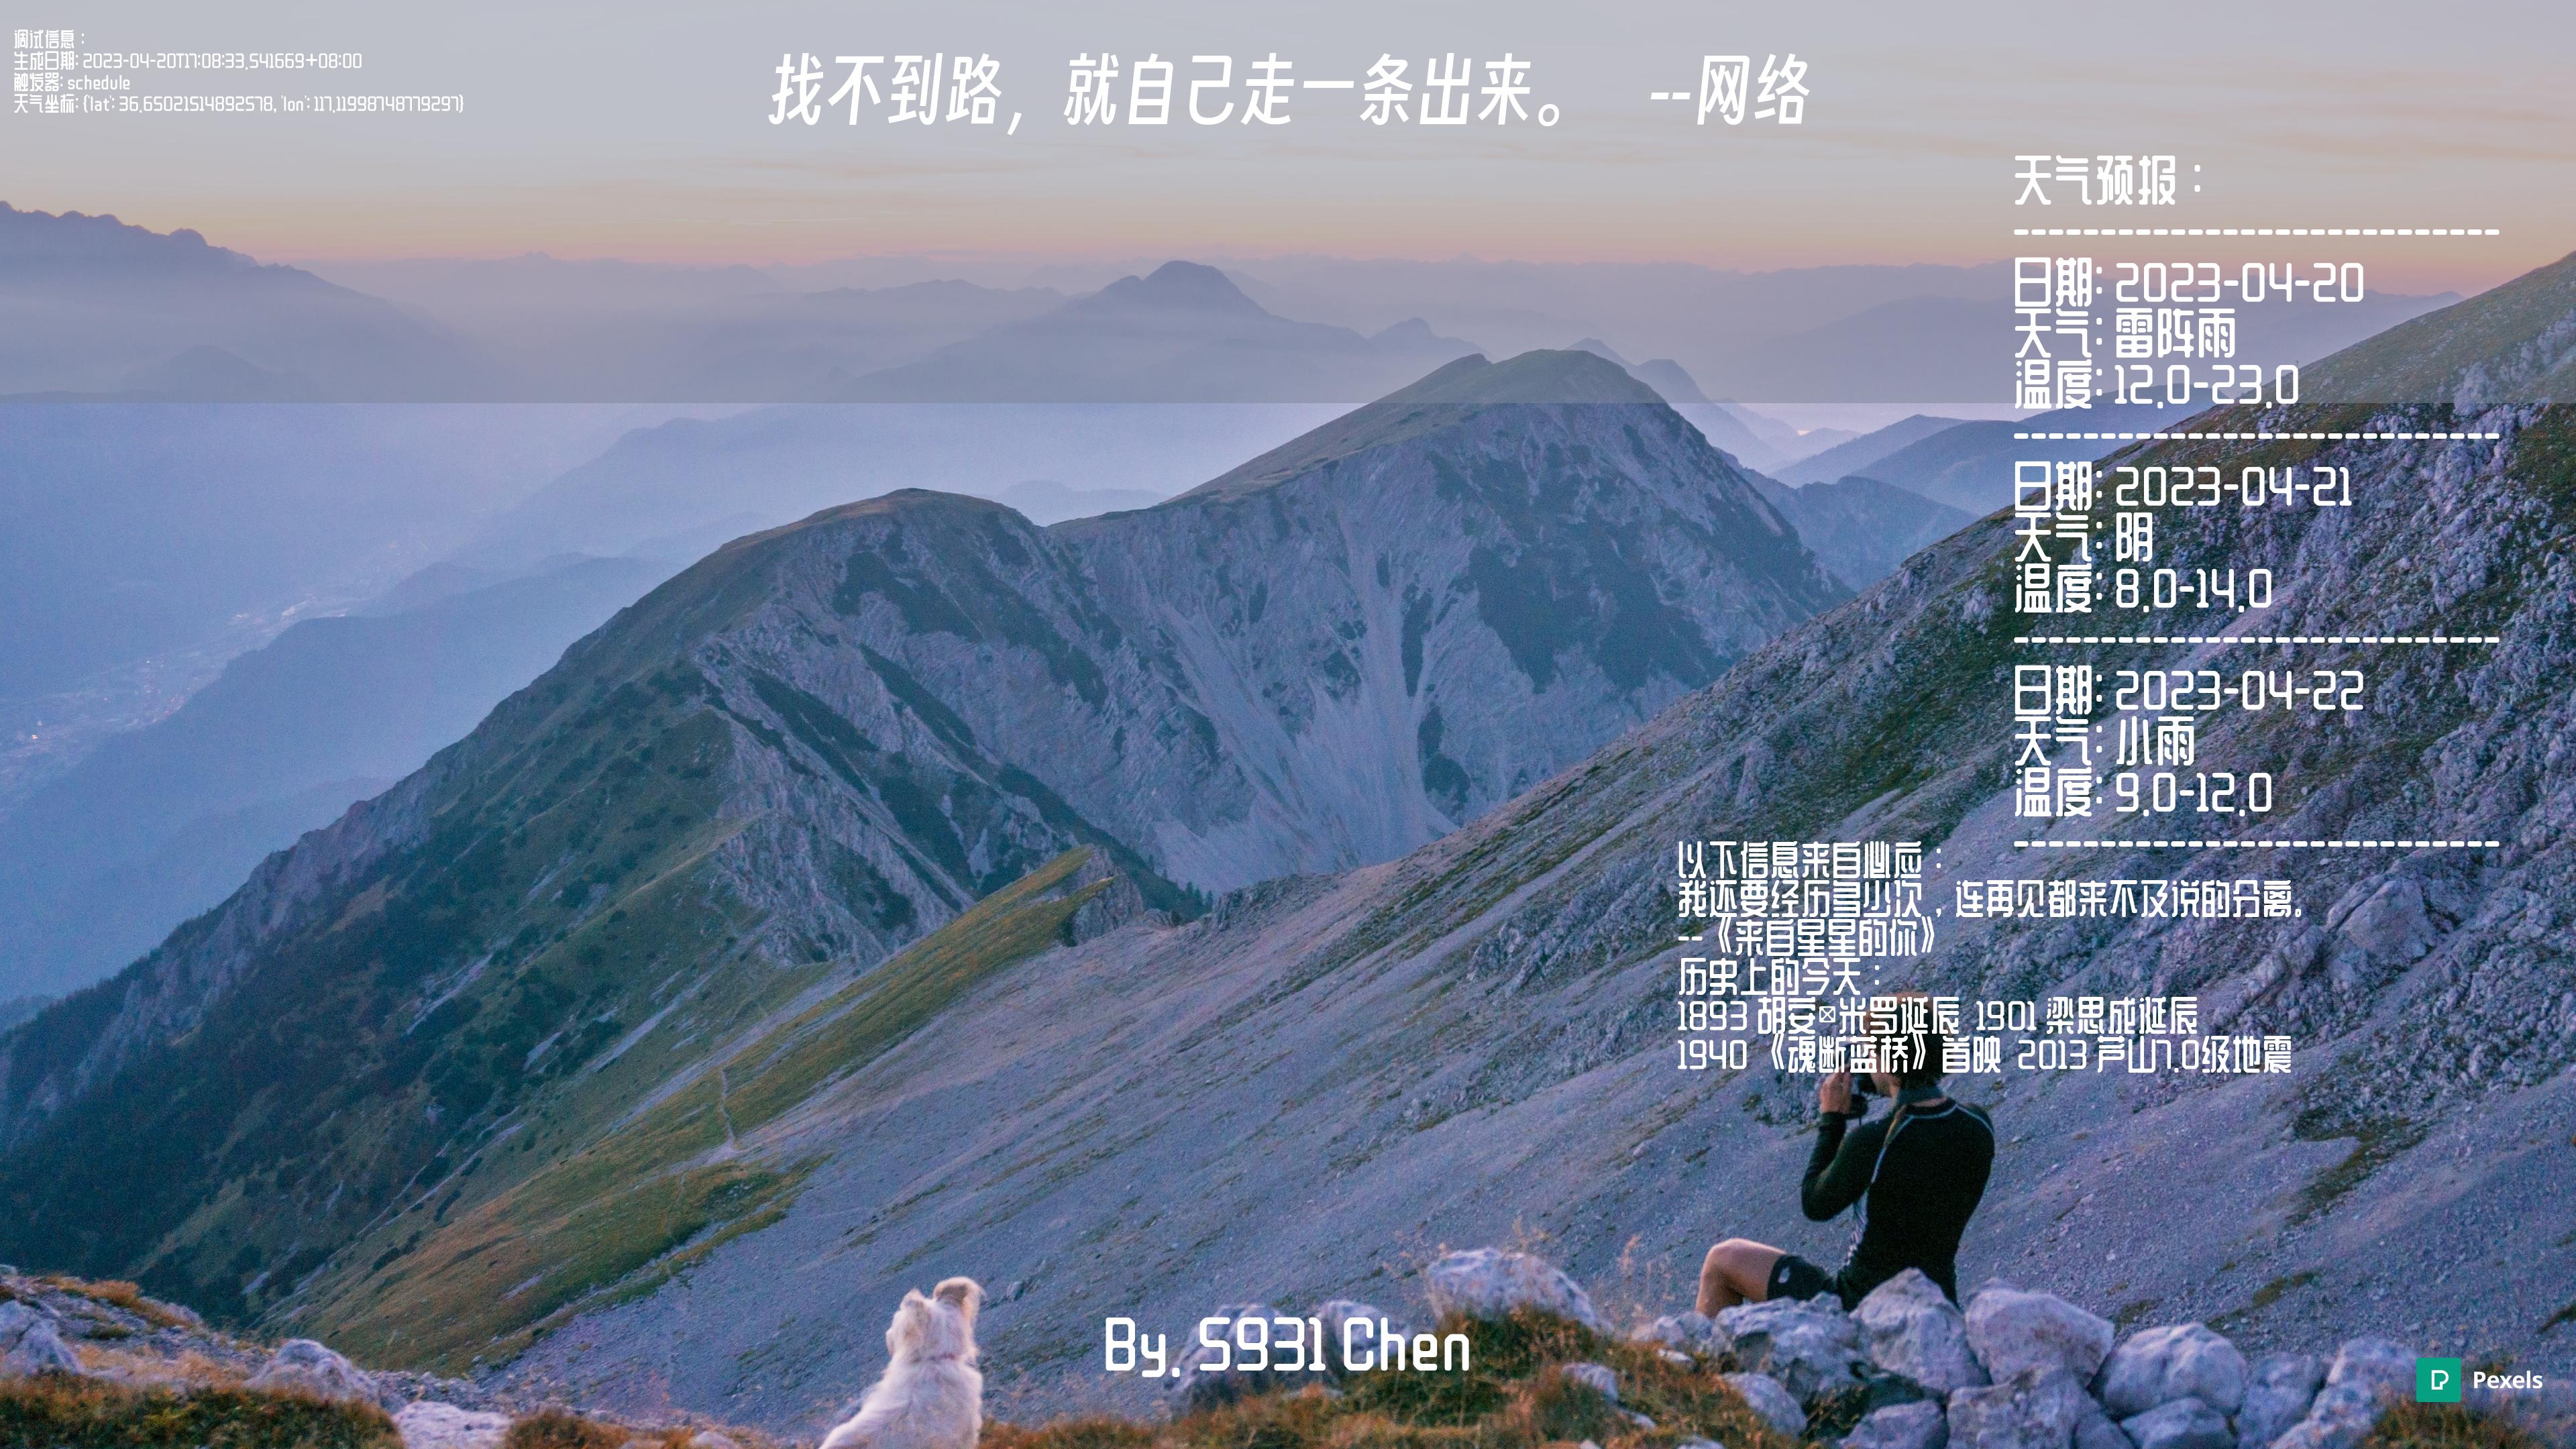 调试信息：
生成日期: 2023-04-20T17:08:33.541669+08:00
触发器: schedule
天气坐标: {'lat': 36.65021514892578, 'lon': 117.11998748779297}
找不到路，就自己走一条出来。 --网络
天气预报：
----------------------------
日期: 2023-04-20
天气: 雷阵雨
温度: 12.0-23.0
----------------------------
日期: 2023-04-21
天气: 阴
温度: 8.0-14.0
----------------------------
日期: 2023-04-22
天气: 小雨
温度: 9.0-12.0
----------------------------
以下信息来自必应：
我还要经历多少次，连再见都来不及说的分离。
--《来自星星的你》
历史上的今天：
1893 胡安☒米罗诞辰 1901 梁思成诞辰
1940 《魂断蓝桥》首映 2013 芦山7.0级地震
By. S931 Chen
Pexels